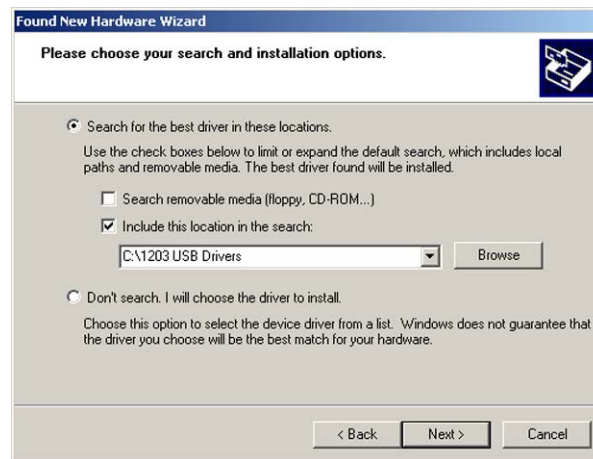 Found New Hardware Wizard
Please choose your search and installation options.
Search for the best driver in these locations.
Use the check boxes below to limit or expand the default search, which includes local
paths and removable media. The best driver found will be installed.
Search removable media (floppy, CD-ROM...)
Include this location in the search:
C:\1203 USB Drivers
Browse
Don't search. I will choose the driver to install.
Choose this option to select the device driver from a list. Windows does not guarantee that
the driver you choose will be the best match for your hardware.
< Back Next > Cancel